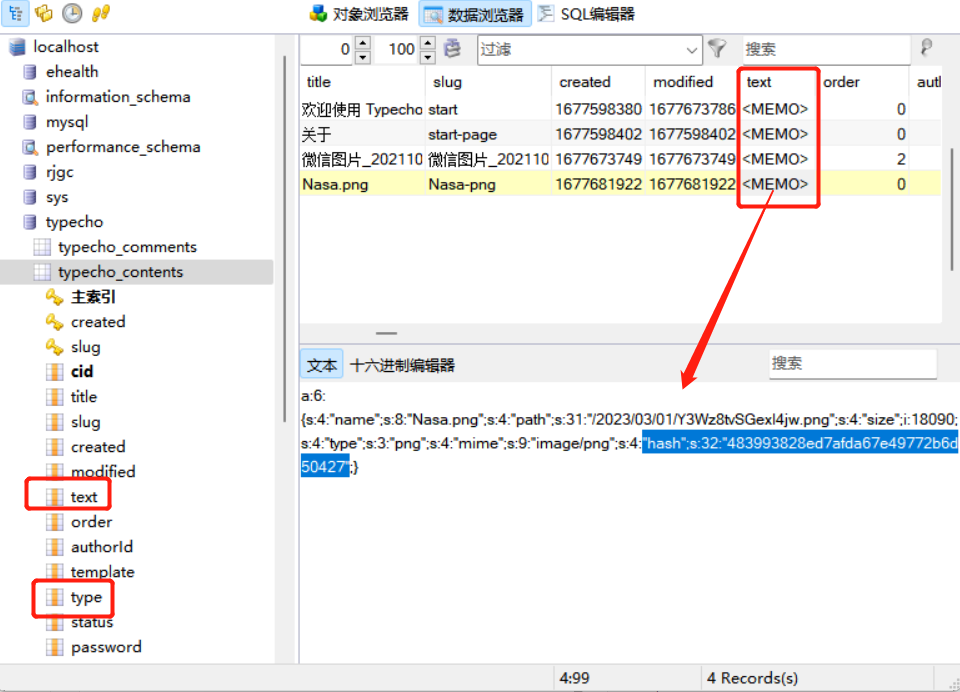 对象浏览器 数据浏览器 SQL编辑器
localhost
ehealth
information_schema
mysql
performance_schema
rjgc
sys
typecho
typecho_comments
typecho_contents
主索引
created
slug
cid
title
slug
created
modified
text
order
authorId
template
type
status
password
0 100 过滤 搜索
title slug created modified text order autl
欢迎使用 Typecho start 1677598380 1677673786 <MEMO> 0
关于 start-page 1677598402 1677598402 <MEMO> 0
微信图片_202110 微信图片_202110 1677673749 1677673749 <MEMO> 2
Nasa.png Nasa-png 1677681922 1677681922 <MEMO> 0
文本 十六进制编辑器 搜索
a:6:
{s:4:"name";s:8:"Nasa.png";s:4:"path";s:31:"/2023/03/01/Y3Wz8tvSGexl4jw.png";s:4:"size";i:18090;
s:4:"type";s:3:"png";s:4:"mime";s:9:"image/png";s:4:"hash";s:32:"483993828ed7afda67e49772b6d
50427";}
4:99 4 Records(s)